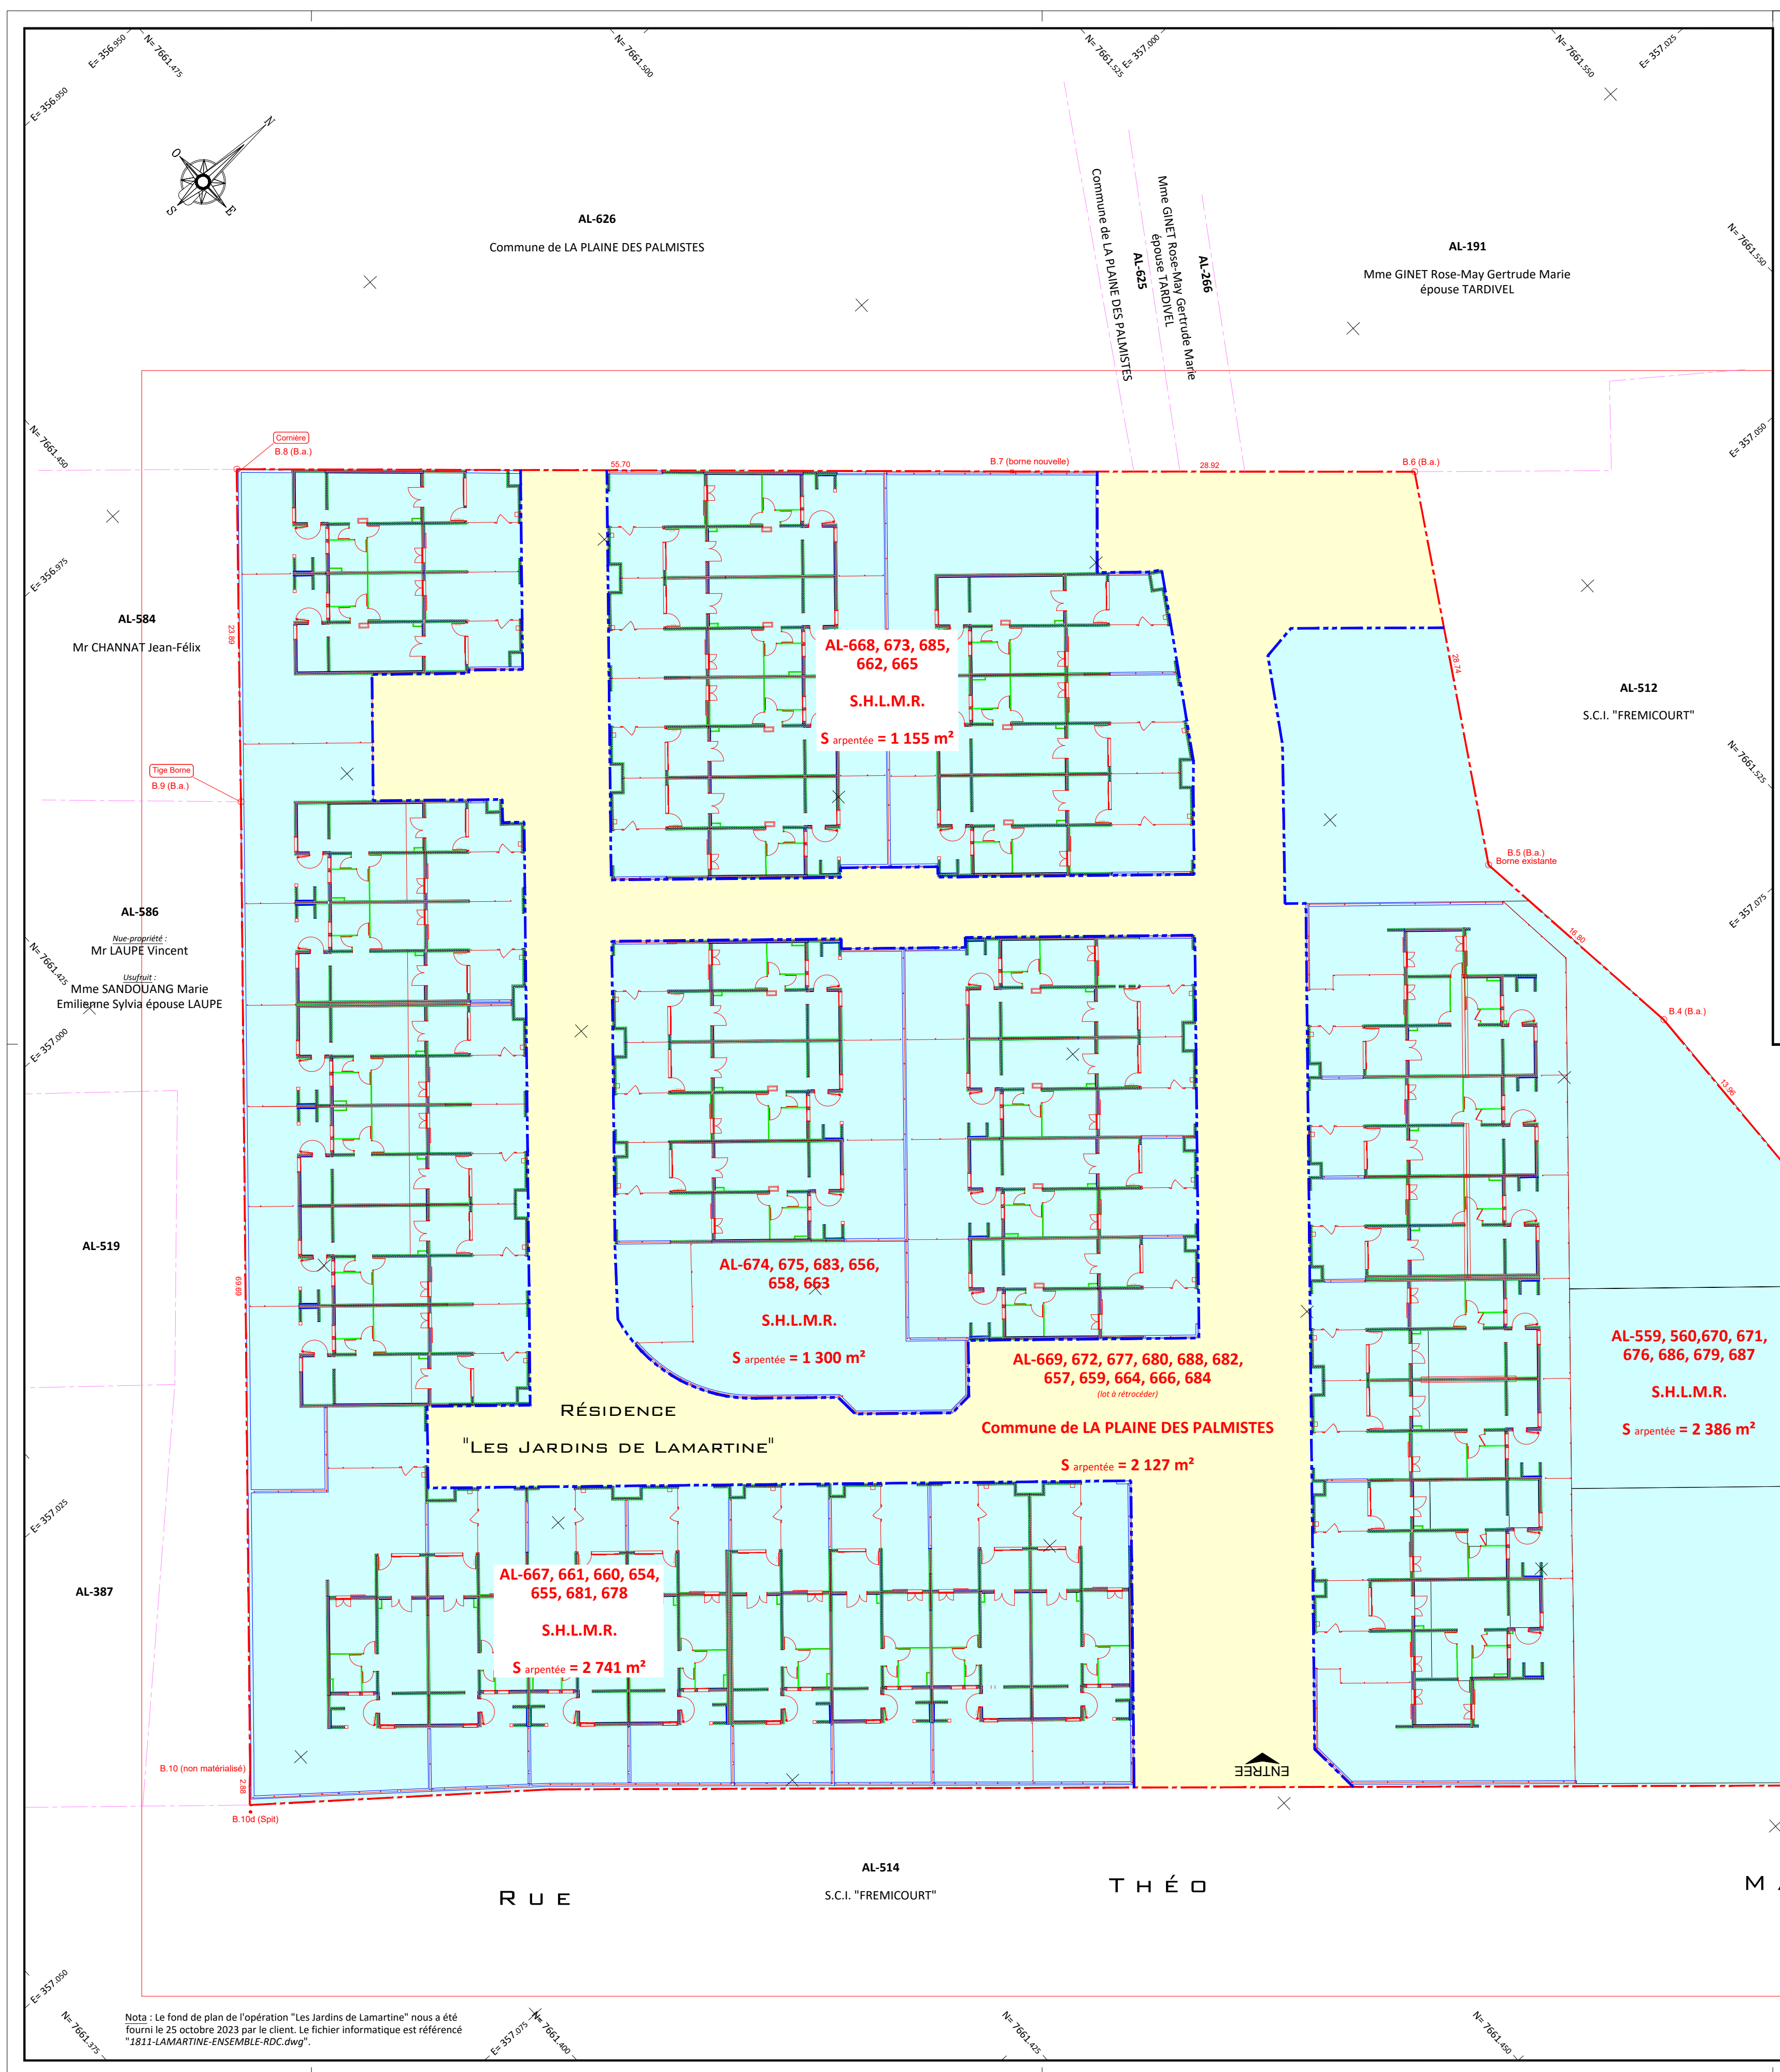 E= 356.950
N= 7661.475
N= 7661.500
N= 7661.525
E= 357.000
N= 7661.550
E= 357.025
E= 356.950
N
O
S
E
AL-626
Commune de LA PLAINE DES PALMISTES
Commune de LA PLAINE DES PALMISTES
AL-625
Mme GINET Rose-May Gertrude Marie
épouse TARDIVEL
AL-266
AL-191
Mme GINET Rose-May Gertrude Marie
épouse TARDIVEL
N= 7661.550
N= 7661.450
E= 357.050
Cornière
B.8 (B.a.)
55.70
B.7 (borne nouvelle)
28.92
B.6 (B.a.)
E= 356.975
AL-584
Mr CHANNAT Jean-Félix
23.89
AL-668, 673, 685,
662, 665
S.H.L.M.R.
S arpentée = 1 155 m²
28.74
AL-512
S.C.I. "FREMICOURT"
N= 7661.525
Tige Borne
B.9 (B.a.)
B.5 (B.a.)
Borne existante
E= 357.075
AL-586
Nue-propriété :
Mr LAUPE Vincent
Usufruit :
Mme SANDOUANG Marie
Emilienne Sylvia épouse LAUPE
N= 7661.425
16.80
B.4 (B.a.)
E= 357.000
13.96
AL-519
69.69
AL-674, 675, 683, 656,
658, 663
S.H.L.M.R.
S arpentée = 1 300 m²
AL-669, 672, 677, 680, 688, 682,
657, 659, 664, 666, 684
(lot à rétrocéder)
Commune de LA PLAINE DES PALMISTES
S arpentée = 2 127 m²
AL-559, 560,670, 671,
676, 686, 679, 687
S.H.L.M.R.
S arpentée = 2 386 m²
RÉSIDENCE
"LES JARDINS DE LAMARTINE"
E= 357.025
AL-387
AL-667, 661, 660, 654,
655, 681, 678
S.H.L.M.R.
S arpentée = 2 741 m²
B.10 (non matérialisé)
2.88
B.10d (Spit)
ENTREE
AL-514
S.C.I. "FREMICOURT"
RUE
THÉO
MA
E= 357.050
Nota : Le fond de plan de l'opération "Les Jardins de Lamartine" nous a été
fourni le 25 octobre 2023 par le client. Le fichier informatique est référencé
"1811-LAMARTINE-ENSEMBLE-RDC.dwg".
N= 7661.375
E= 357.075
N= 7661.400
N= 7661.425
N= 7661.450